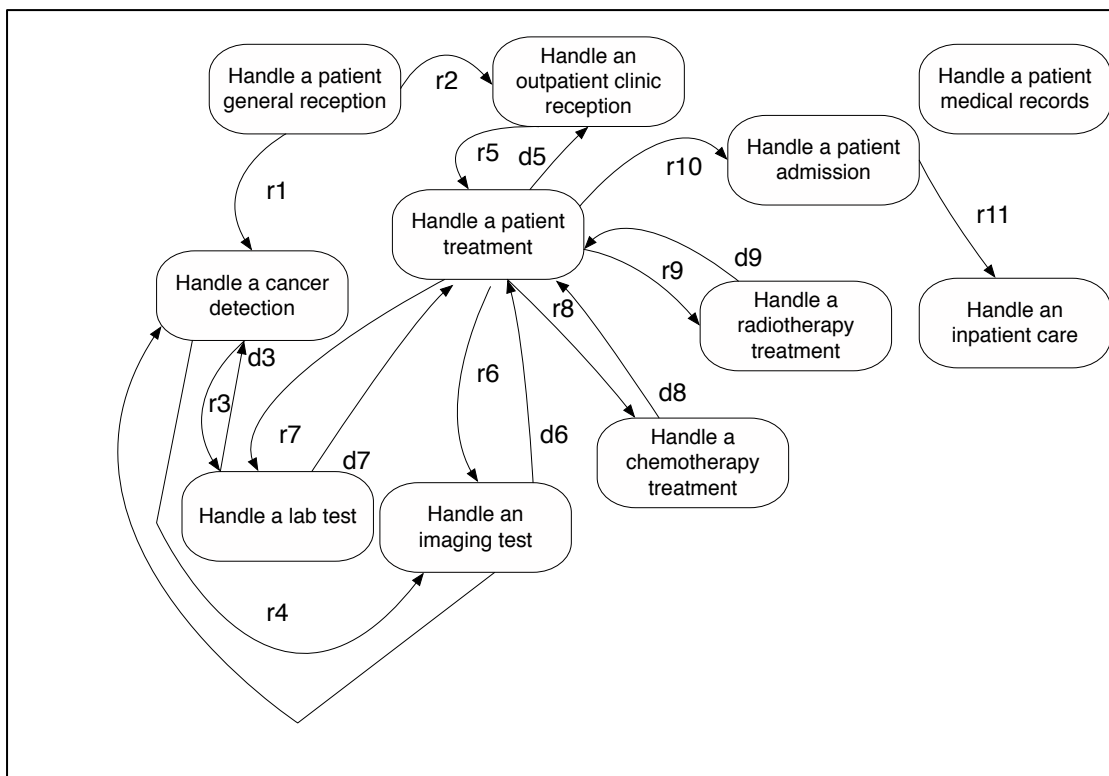 Handle a patient
general reception
r2
Handle an
outpatient clinic
reception
Handle a patient
medical records
r5
d5
r10
Handle a patient
admission
r1
r11
Handle a patient
treatment
d9
r9
Handle a cancer
detection
Handle a
radiotherapy
treatment
Handle an
inpatient care
r8
d3
r6
r3
d8
r7
d6
d7
Handle a
chemotherapy
treatment
Handle a lab test
Handle an
imaging test
r4